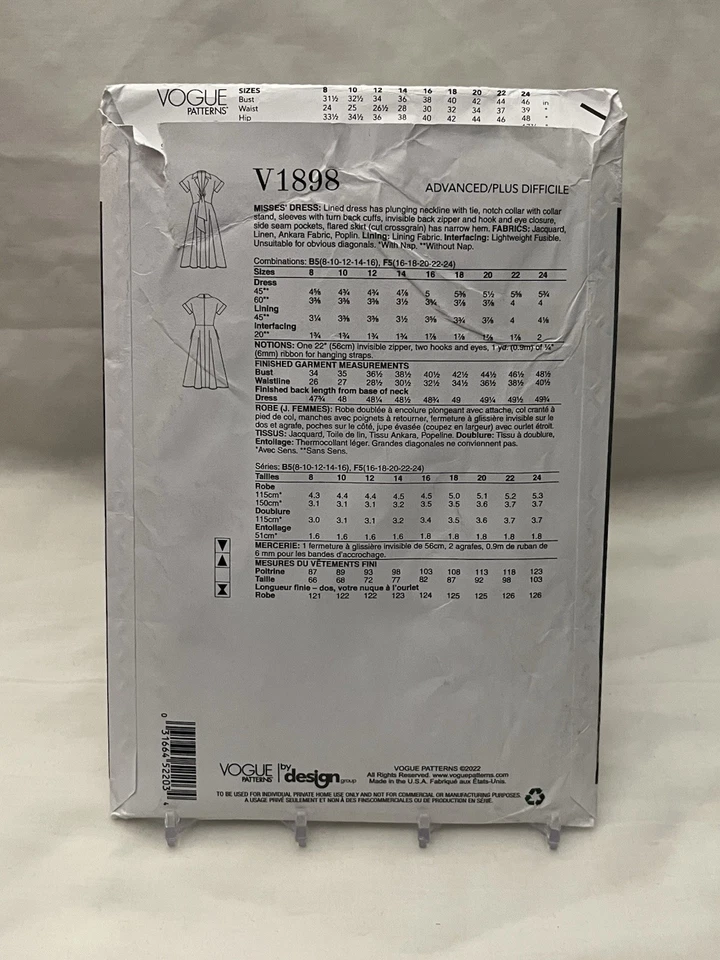 VOGUE PATTERNS®
SIZES 8 10 12 14 16 18 20 22 24
Bust 31½ 32½ 34 36 38 40 42 44 46 in
Waist 24 25 26½ 28 30 32 34 37 39 "
Hip 33½ 34½ 36 38 40 42 44 46 48 "
V1898
ADVANCED/PLUS DIFFICILE
MISSES' DRESS: Lined dress has plunging neckline with tie, notch collar with collar
stand, sleeves with turn back cuffs, invisible back zipper and hook and eye closure,
side seam pockets, flared skirt (cut crossgrain) has narrow hem. FABRICS: Jacquard,
Linen, Ankara Fabric, Poplin. Lining: Lining Fabric. Interfacing: Lightweight Fusible.
Unsuitable for obvious diagonals. *With Nap. **Without Nap.
Combinations: B5(8-10-12-14-16), F5(16-18-20-22-24)
Sizes 8 10 12 14 16 18 20 22 24
Dress
45** 4⅝ 4¾ 4¾ 4⅞ 5 5⅜ 5½ 5⅝ 5¾
60** 3⅜ 3⅜ 3⅜ 3½ 3¾ 3⅞ 3⅞ 4 4
Lining
45** 3¼ 3⅜ 3⅜ 3½ 3⅝ 3¾ 3⅞ 4 4⅛
Interfacing
20** 1¾ 1¾ 1¾ 1¾ 1⅞ 1⅞ 1⅞ 1⅞ 2
NOTIONS: One 22" (56cm) invisible zipper, two hooks and eyes, 1 yd. (0.9m) of ¼"
(6mm) ribbon for hanging straps.
FINISHED GARMENT MEASUREMENTS
Bust 34 35 36½ 38½ 40½ 42½ 44½ 46½ 48½
Waistline 26 27 28½ 30½ 32½ 34½ 36½ 38½ 40½
Finished back length from base of neck
Dress 47¾ 48 48¼ 48½ 48¾ 49 49¼ 49½ 49¾
ROBE (J. FEMMES): Robe doublée à encolure plongeant avec attache, col cranté à
pied de col, manches avec poignets à retourner, fermeture à glissière invisible sur le
dos et agrafe, poches sur le côté, jupe évasée (coupez en largeur) avec ourlet étroit.
TISSUS: Jacquard, Toile de lin, Tissu Ankara, Popeline. Doublure: Tissu à doublure,
Entoilage: Thermocollant léger. Grandes diagonales ne conviennent pas.
*Avec Sens. **Sans Sens.
Séries: B5(8-10-12-14-16), F5(16-18-20-22-24)
Tailles 8 10 12 14 16 18 20 22 24
Robe
115cm* 4.3 4.4 4.4 4.5 4.5 5.0 5.1 5.2 5.3
150cm* 3.1 3.1 3.1 3.2 3.5 3.5 3.6 3.7 3.7
Doublure
115cm* 3.0 3.1 3.1 3.2 3.4 3.5 3.6 3.7 3.7
Entoilage
51cm* 1.6 1.6 1.6 1.6 1.8 1.8 1.8 1.8 1.8
MERCERIE: 1 fermeture à glissière invisible de 56cm, 2 agrafes, 0.9m de ruban de
6 mm pour les bandes d'accrochage.
MESURES DU VÊTEMENTS FINI
Poitrine 87 89 93 98 103 108 113 118 123
Taille 66 68 72 77 82 87 92 98 103
Longueur finie – dos, votre nuque à l'ourlet
Robe 121 122 122 123 124 125 125 126 126
0 31664 52203 4
VOGUE PATTERNS® | by design group
VOGUE PATTERNS ©2022
All Rights Reserved. www.voguepatterns.com
Made in the U.S.A. Fabriqué aux États-Unis.
TO BE USED FOR INDIVIDUAL PRIVATE HOME USE ONLY AND NOT FOR COMMERCIAL OR MANUFACTURING PURPOSES.
A USAGE PRIVÉ SEULEMENT ET NON À DES FINSCOMMERCIALES OU DE PRODUCTION EN SÉRIE.